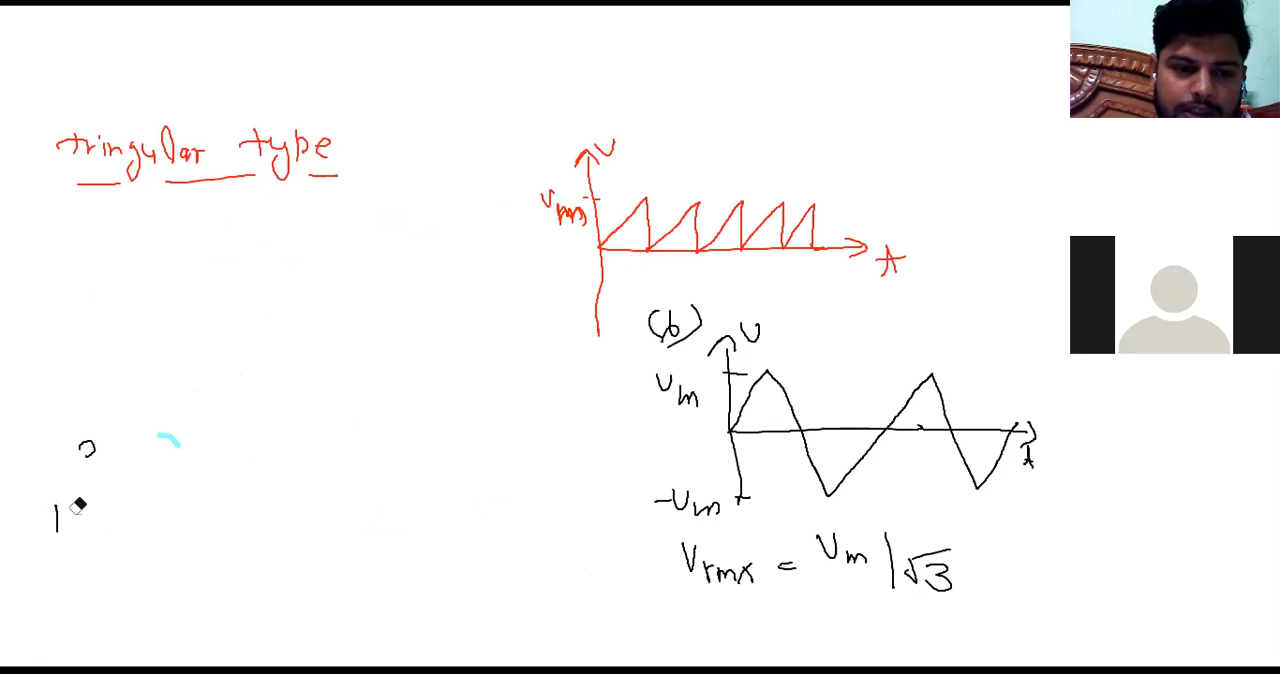 tringular type
V
Vm
t
(b) V
Vm
t
-Vm
Vrms = Vm / √3